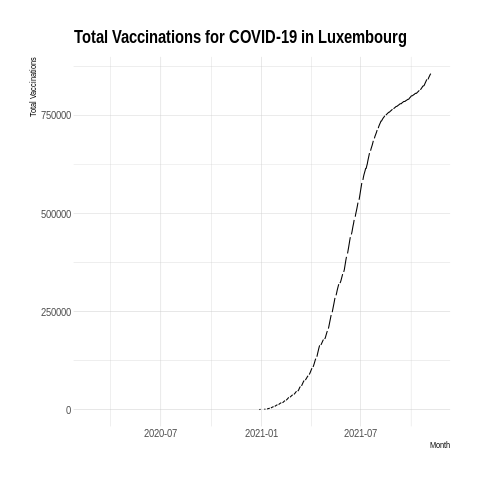 Total Vaccinations for COVID-19 in Luxembourg
Total Vaccinations
750000
500000
250000
0
2020-07 2021-01 2021-07
Month